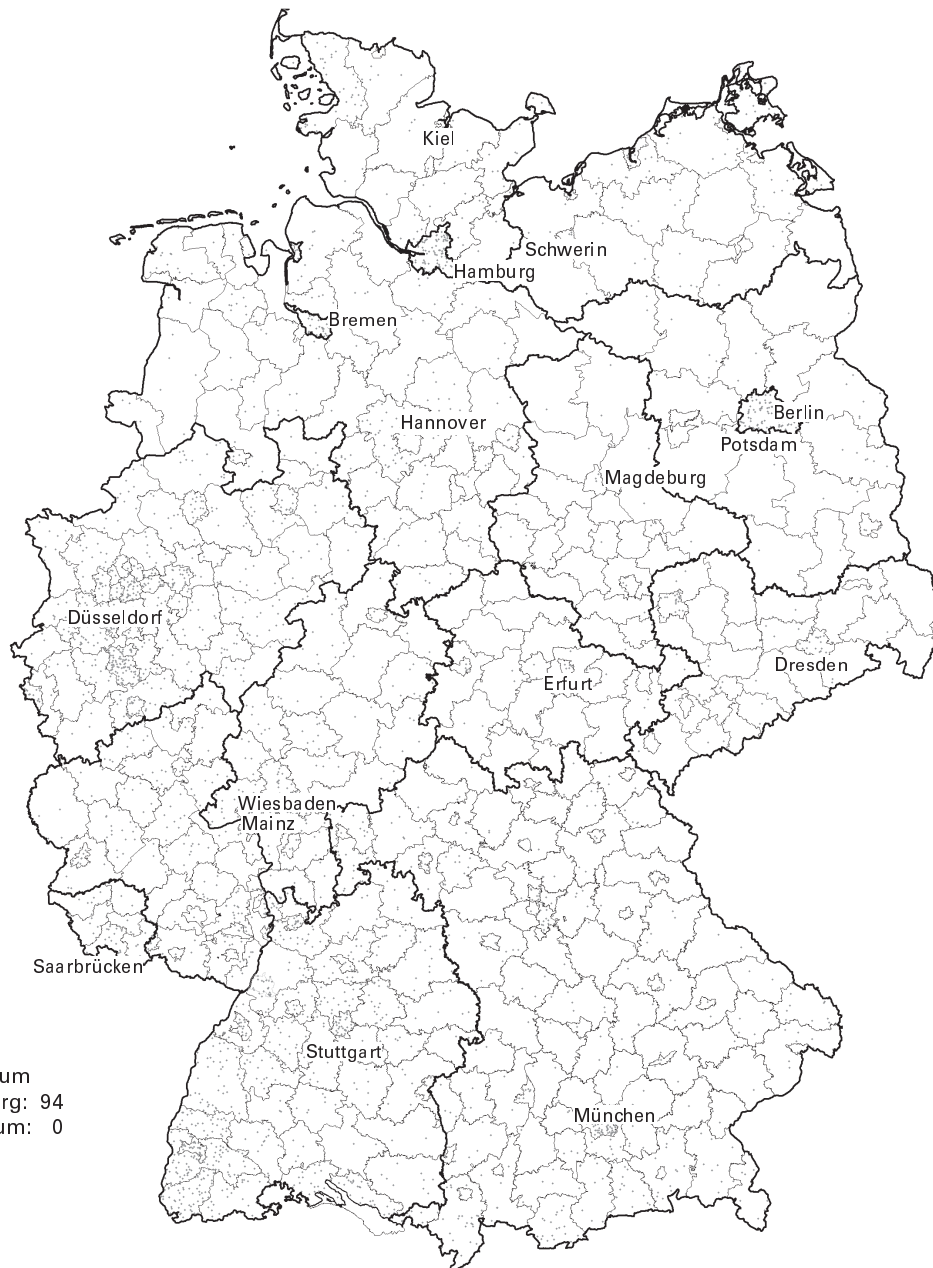 Kiel
Schwerin
Hamburg
Bremen
Berlin
Hannover
Potsdam
Magdeburg
Düsseldorf
Dresden
Erfurt
Wiesbaden
Mainz
Saarbrücken
Stuttgart
um
rg: 94
um: 0
München